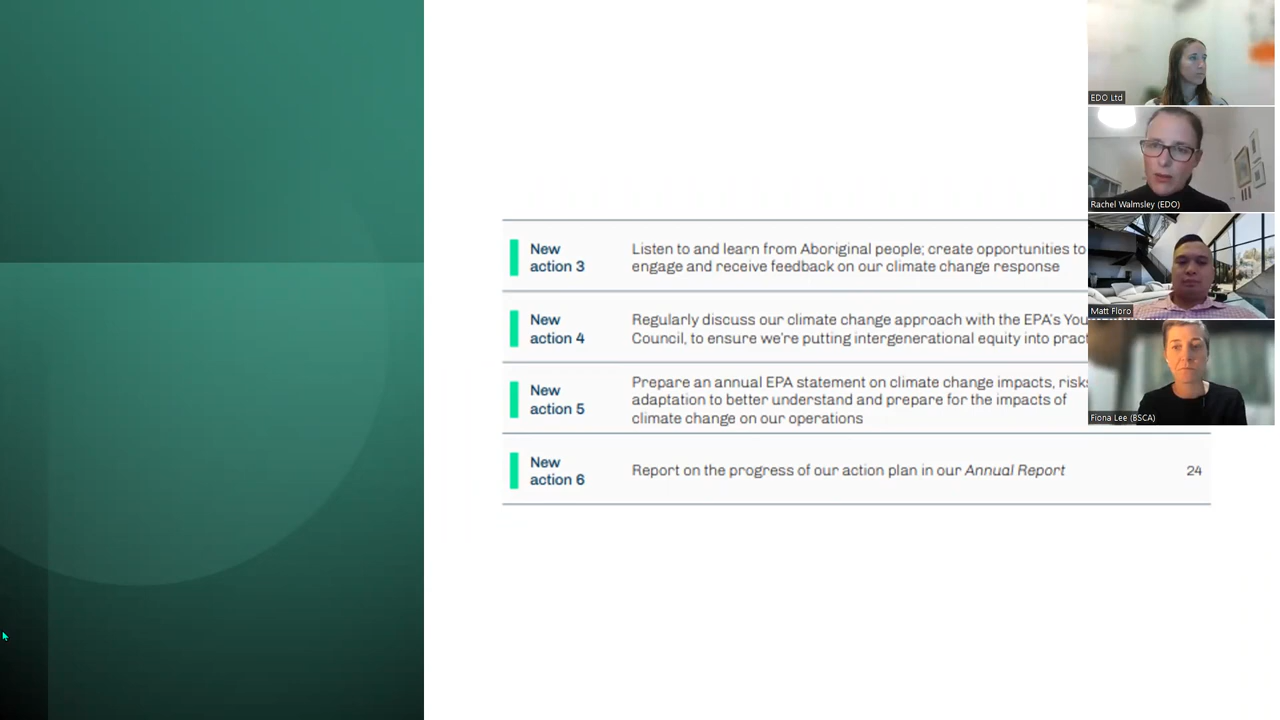 New
action 3
Listen to and learn from Aboriginal people; create opportunities to
engage and receive feedback on our climate change response
New
action 4
Regularly discuss our climate change approach with the EPA's
Council, to ensure we're putting intergenerational equity into
New
action 5
Prepare an annual EPA statement on climate change impacts,
adaptation to better understand and prepare for the impacts of
climate change on our operations
New
action 6
Report on the progress of our action plan in our Annual Report
24
EDO Ltd
Rachel Walmsley (EDO)
Matt Floro
Fiona Lee (BSCA)